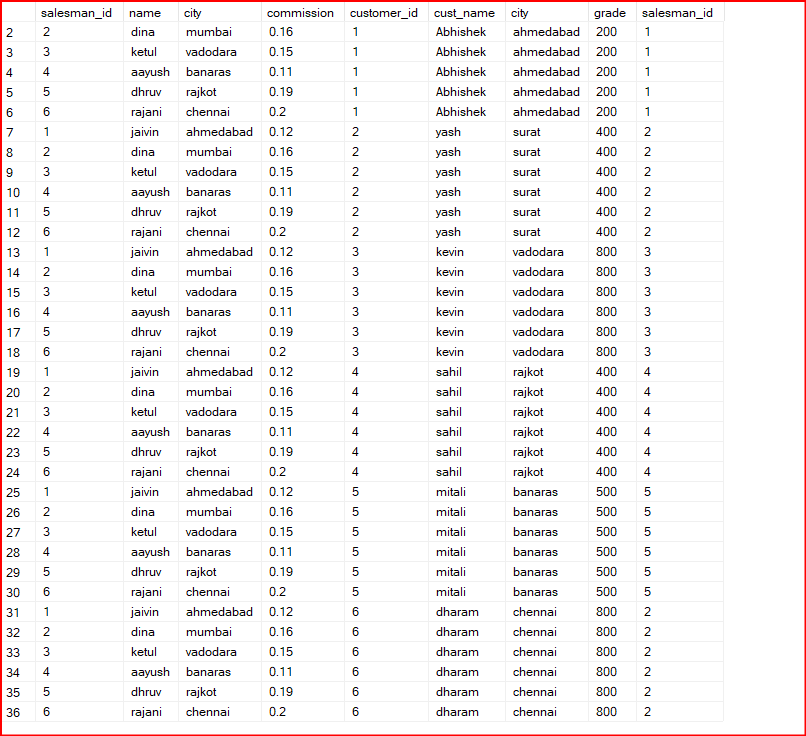 salesman_id name city commission customer_id cust_name city grade salesman_id
2 2 dina mumbai 0.16 1 Abhishek ahmedabad 200 1
3 3 ketul vadodara 0.15 1 Abhishek ahmedabad 200 1
4 4 aayush banaras 0.11 1 Abhishek ahmedabad 200 1
5 5 dhruv rajkot 0.19 1 Abhishek ahmedabad 200 1
6 6 rajani chennai 0.2 1 Abhishek ahmedabad 200 1
7 1 jaivin ahmedabad 0.12 2 yash surat 400 2
8 2 dina mumbai 0.16 2 yash surat 400 2
9 3 ketul vadodara 0.15 2 yash surat 400 2
10 4 aayush banaras 0.11 2 yash surat 400 2
11 5 dhruv rajkot 0.19 2 yash surat 400 2
12 6 rajani chennai 0.2 2 yash surat 400 2
13 1 jaivin ahmedabad 0.12 3 kevin vadodara 800 3
14 2 dina mumbai 0.16 3 kevin vadodara 800 3
15 3 ketul vadodara 0.15 3 kevin vadodara 800 3
16 4 aayush banaras 0.11 3 kevin vadodara 800 3
17 5 dhruv rajkot 0.19 3 kevin vadodara 800 3
18 6 rajani chennai 0.2 3 kevin vadodara 800 3
19 1 jaivin ahmedabad 0.12 4 sahil rajkot 400 4
20 2 dina mumbai 0.16 4 sahil rajkot 400 4
21 3 ketul vadodara 0.15 4 sahil rajkot 400 4
22 4 aayush banaras 0.11 4 sahil rajkot 400 4
23 5 dhruv rajkot 0.19 4 sahil rajkot 400 4
24 6 rajani chennai 0.2 4 sahil rajkot 400 4
25 1 jaivin ahmedabad 0.12 5 mitali banaras 500 5
26 2 dina mumbai 0.16 5 mitali banaras 500 5
27 3 ketul vadodara 0.15 5 mitali banaras 500 5
28 4 aayush banaras 0.11 5 mitali banaras 500 5
29 5 dhruv rajkot 0.19 5 mitali banaras 500 5
30 6 rajani chennai 0.2 5 mitali banaras 500 5
31 1 jaivin ahmedabad 0.12 6 dharam chennai 800 2
32 2 dina mumbai 0.16 6 dharam chennai 800 2
33 3 ketul vadodara 0.15 6 dharam chennai 800 2
34 4 aayush banaras 0.11 6 dharam chennai 800 2
35 5 dhruv rajkot 0.19 6 dharam chennai 800 2
36 6 rajani chennai 0.2 6 dharam chennai 800 2